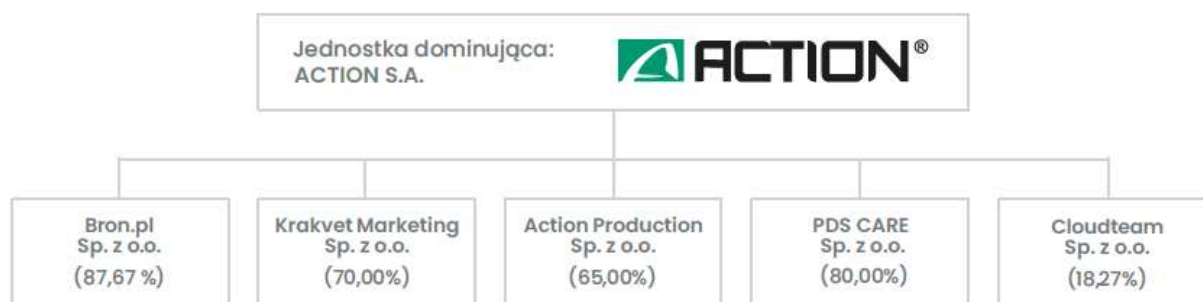 Jednostka dominująca:
ACTION S.A.
ACTION®
Bron.pl
Sp. z o.o.
(87,67 %)
Krakvet Marketing
Sp. z o.o.
(70,00%)
Action Production
Sp. z o.o.
(65,00%)
PDS CARE
Sp. z o.o.
(80,00%)
Cloudteam
Sp. z o.o.
(18,27%)